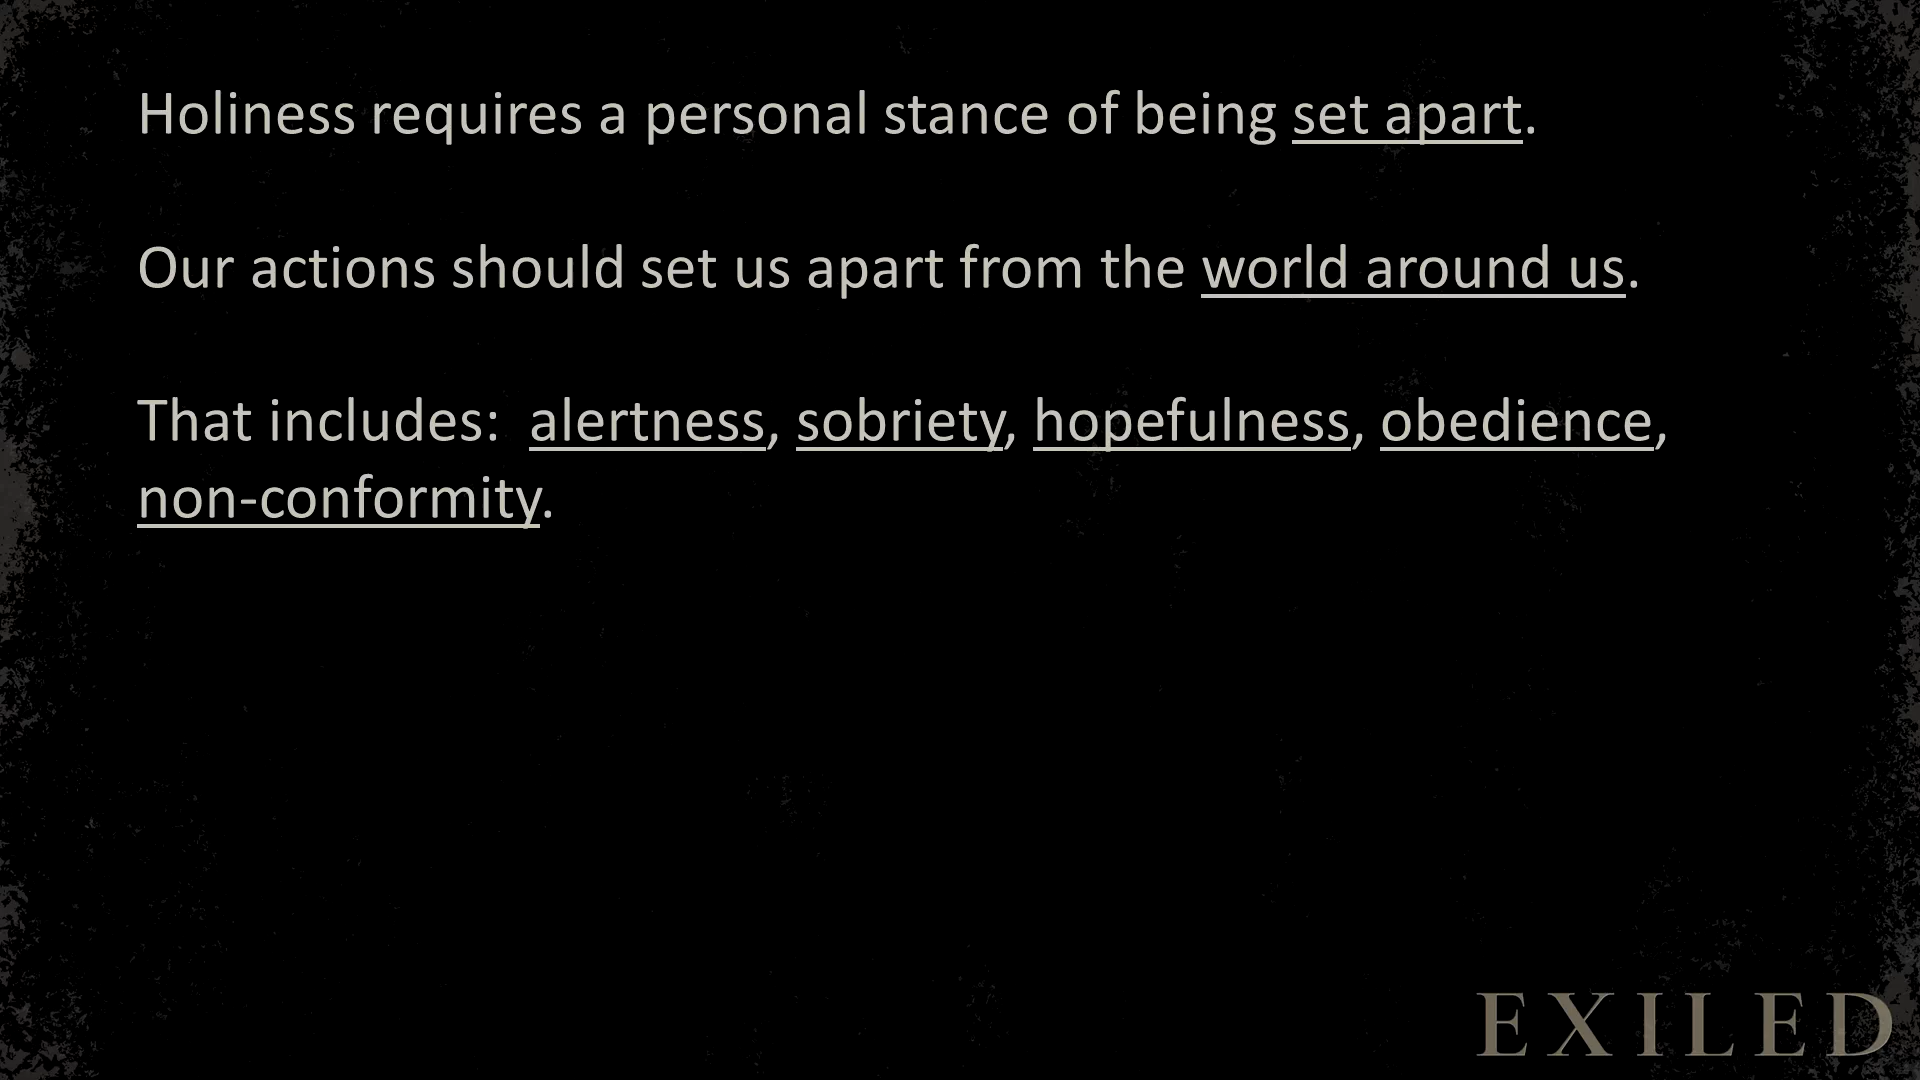 Holiness requires a personal stance of being set apart.
Our actions should set us apart from the world around us.
That includes:  alertness, sobriety, hopefulness, obedience,
non-conformity.
EXILED